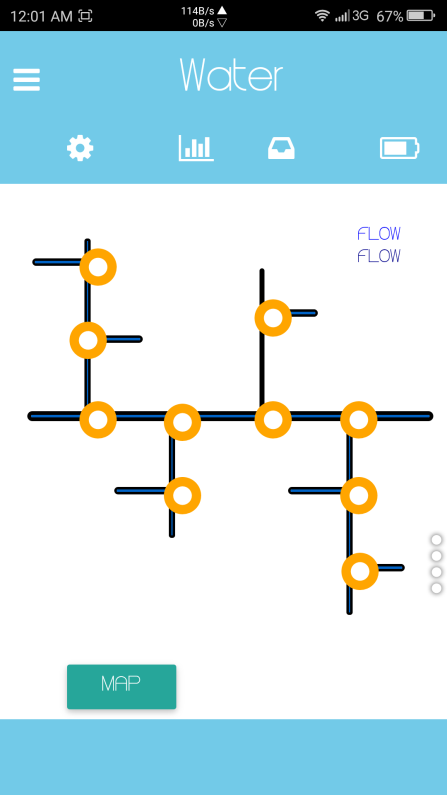 12:01 AM
114B/s
0B/s
3G 67%
Water
FLOW
FLOW
MAP